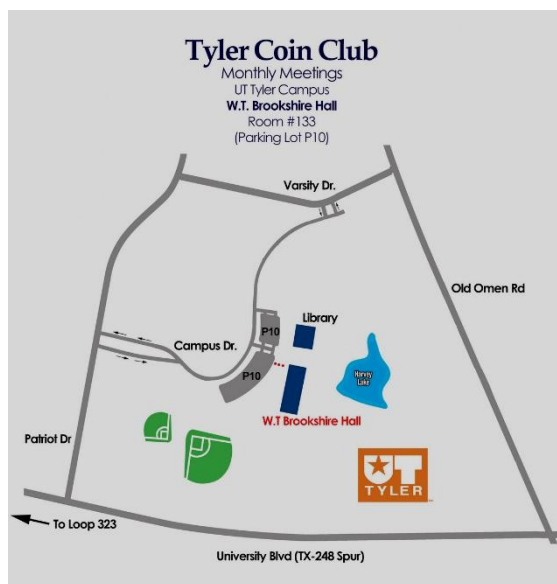 Tyler Coin Club
Monthly Meetings
UT Tyler Campus
W.T. Brookshire Hall
Room #133
(Parking Lot P10)
Varsity Dr.
Old Omen Rd
Library
P10
Campus Dr.
P10
Harvey
Lake
W.T Brookshire Hall
Patriot Dr
UT
TYLER
To Loop 323
University Blvd (TX-248 Spur)